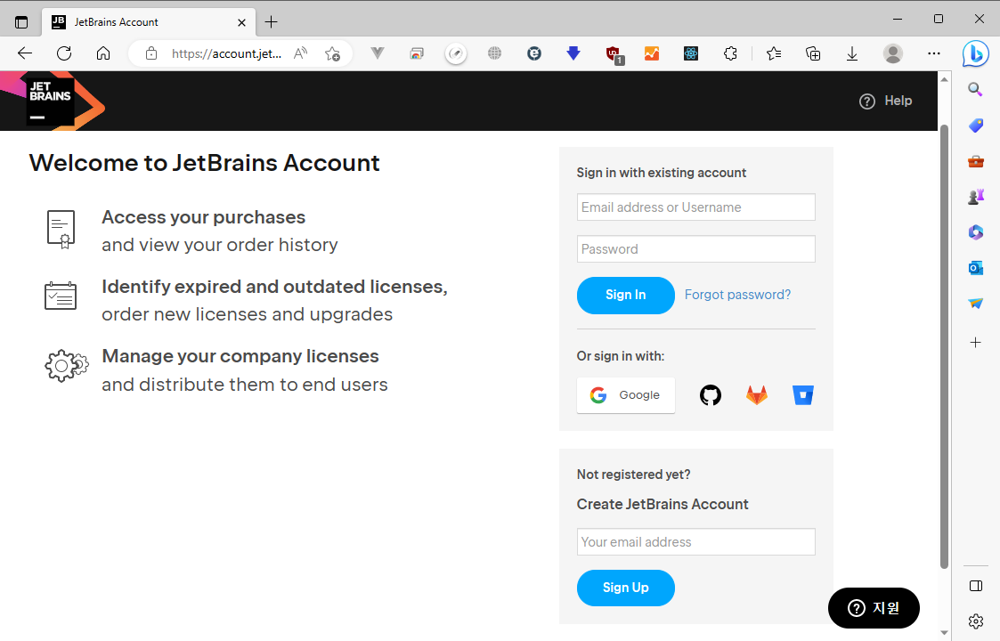 JetBrains Account
https://account.jet...
1
JET
BRAINS
Help
Welcome to JetBrains Account
Access your purchases
and view your order history
Identify expired and outdated licenses,
order new licenses and upgrades
Manage your company licenses
and distribute them to end users
Sign in with existing account
Email address or Username
Password
Sign In
Forgot password?
Or sign in with:
Google
Not registered yet?
Create JetBrains Account
Your email address
Sign Up
지원